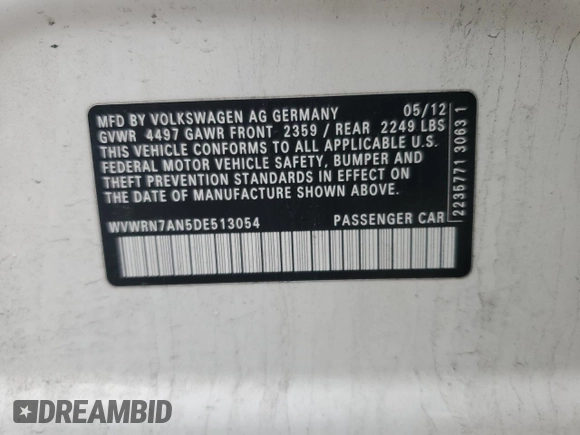 MFD BY VOLKSWAGEN AG GERMANY 05/12
GVWR 4497 GAWR FRONT 2359 / REAR 2249 LBS
THIS VEHICLE CONFORMS TO ALL APPLICABLE U.S.
FEDERAL MOTOR VEHICLE SAFETY, BUMPER AND
THEFT PREVENTION STANDARDS IN EFFECT ON
THE DATE OF MANUFACTURE SHOWN ABOVE.
WVWRN7AN5DE513054 PASSENGER CAR
2235771 3063 1
DREAMBID